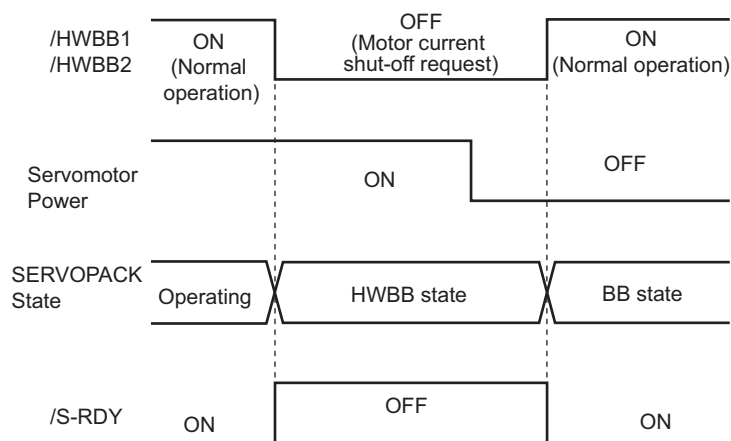 /HWBB1
/HWBB2
ON
(Normal
operation)
OFF
(Motor current
shut-off request)
ON
(Normal operation)
Servomotor
Power
ON
OFF
SERVOPACK
State
Operating
HWBB state
BB state
/S-RDY
ON
OFF
ON